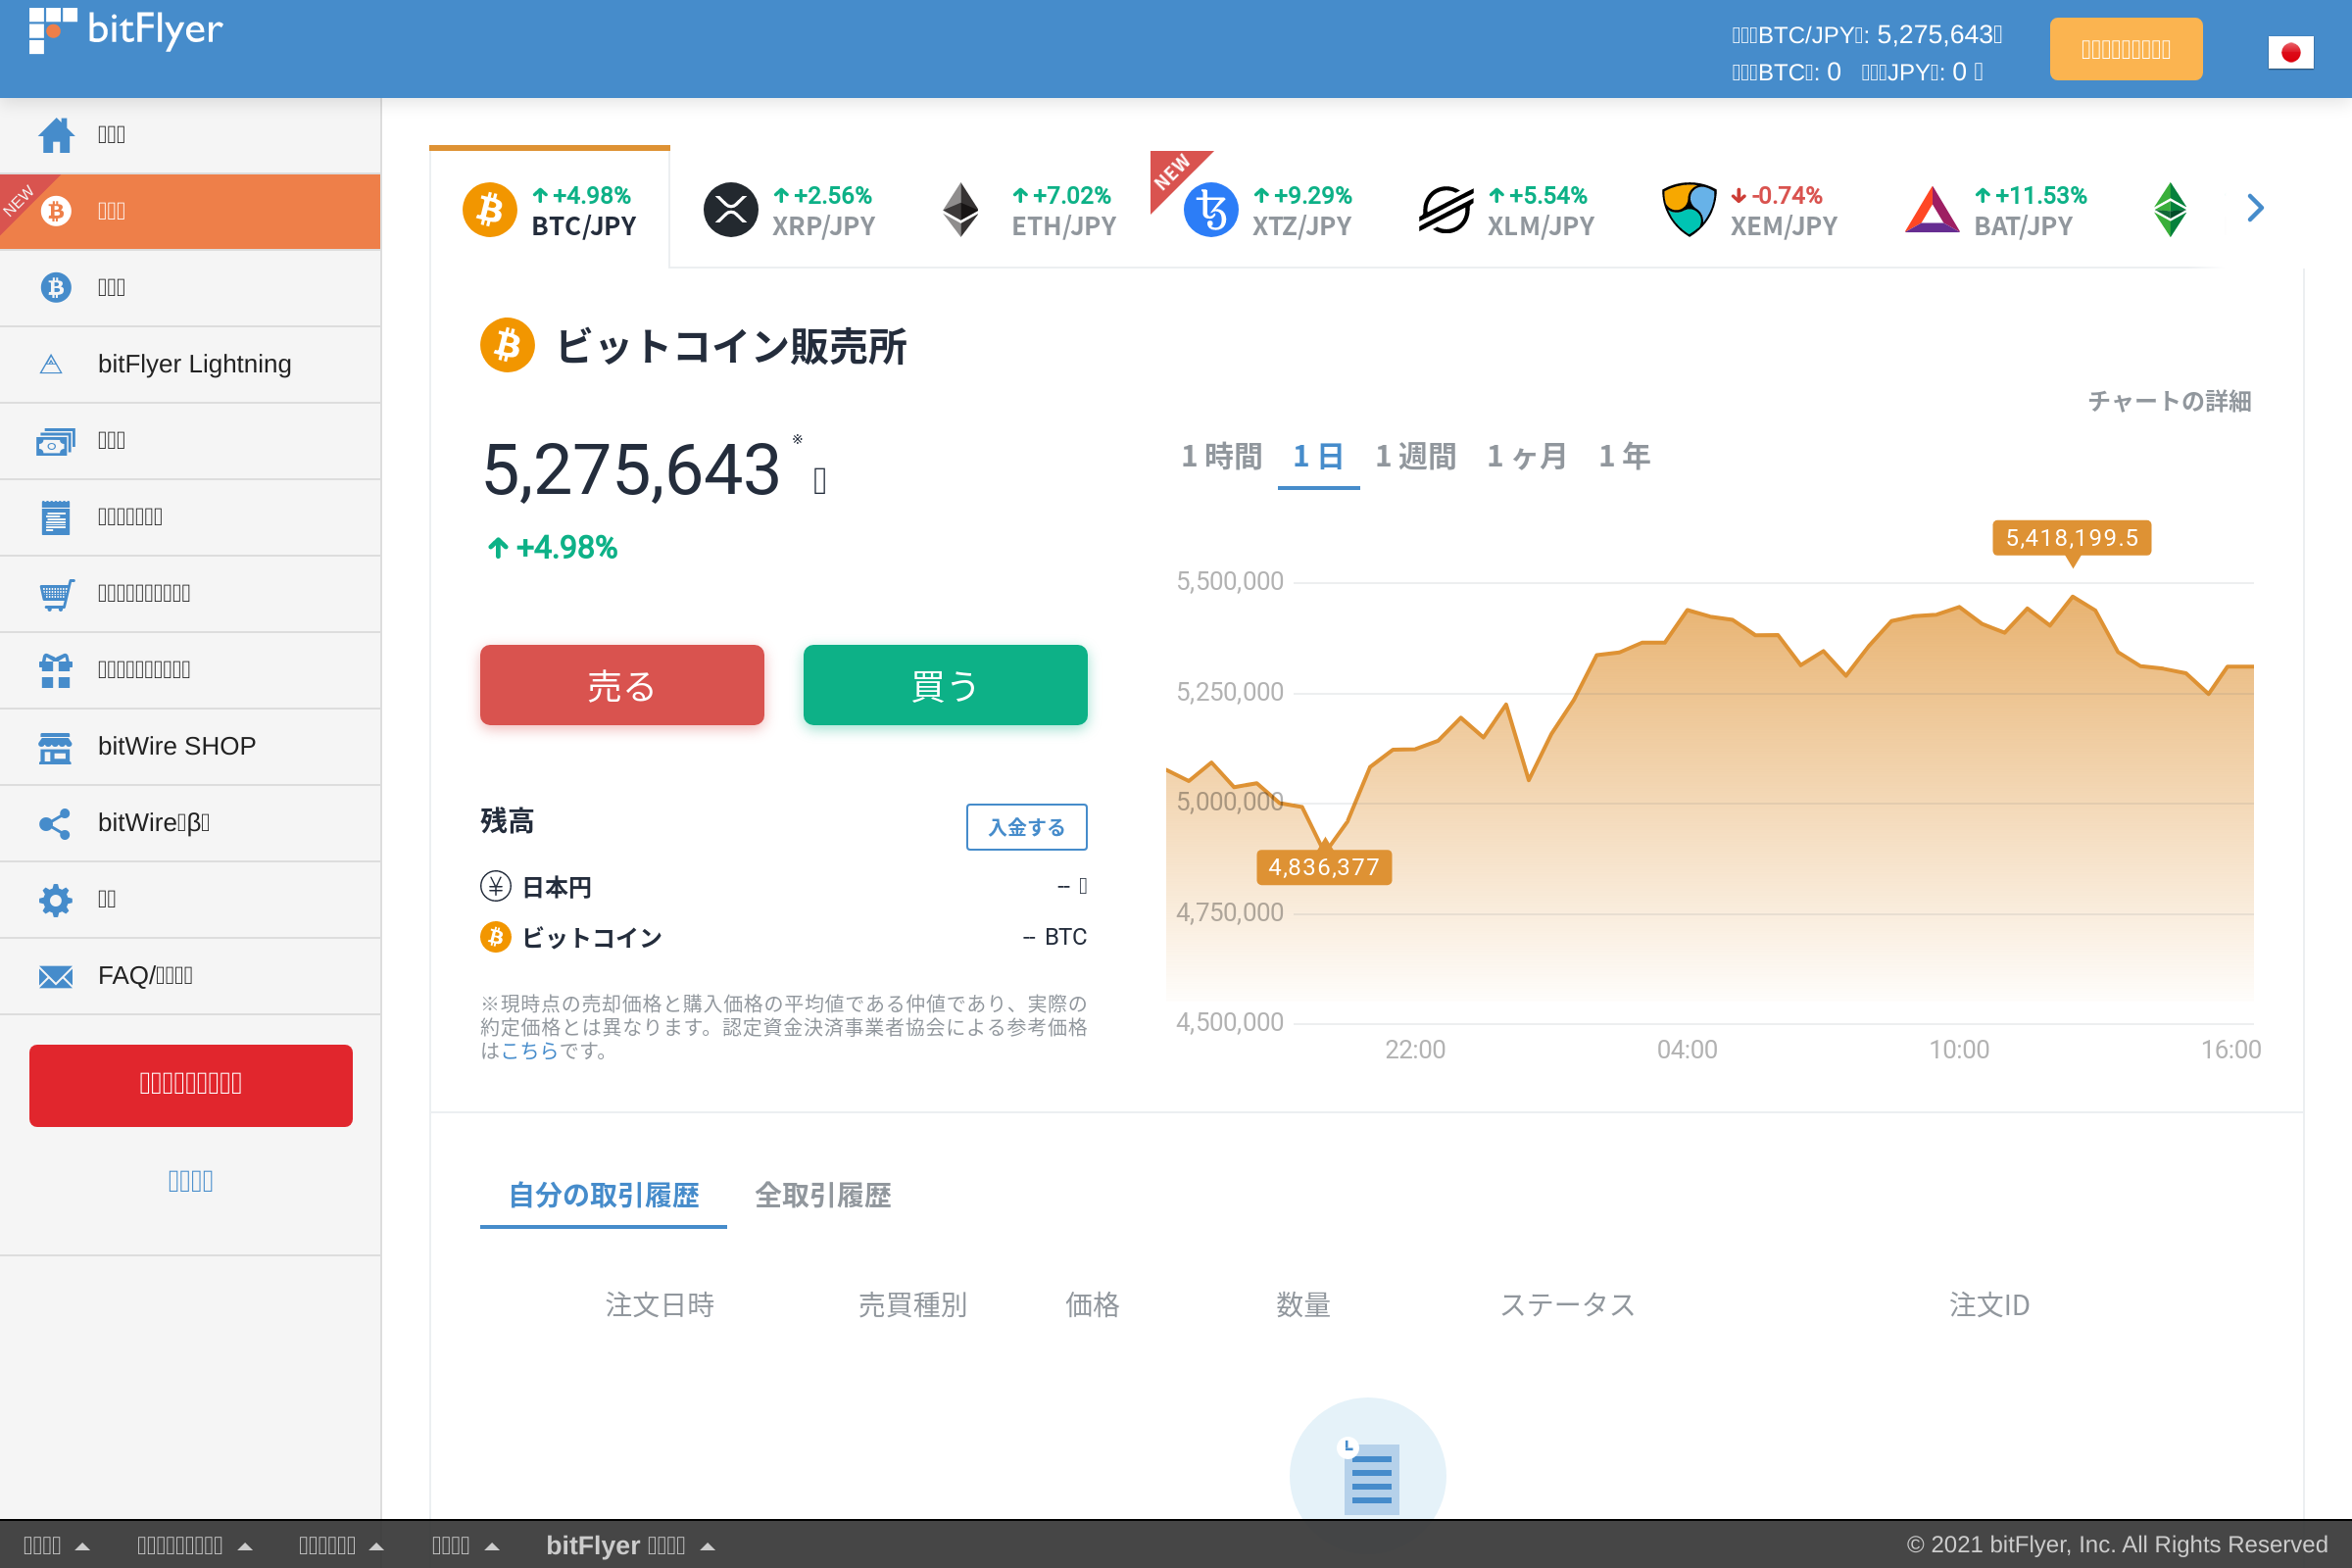 bitFlyer
BTC/JPY: 5,275,643
BTC: 0 JPY: 0
NEW
bitFlyer Lightning
bitWire SHOP
bitWire β
FAQ/
NEW
+4.98%
BTC/JPY
+2.56%
XRP/JPY
+7.02%
ETH/JPY
+9.29%
XTZ/JPY
+5.54%
XLM/JPY
-0.74%
XEM/JPY
+11.53%
BAT/JPY
ビットコイン販売所
チャートの詳細
5,275,643 ※
+4.98%
1 時間 1 日 1 週間 1 ヶ月 1 年
売る 買う
5,418,199.5
5,500,000
5,250,000
5,000,000
4,836,377
4,750,000
4,500,000
22:00 04:00 10:00 16:00
残高 入金する
日本円 --
ビットコイン -- BTC
※現時点の売却価格と購入価格の平均値である仲値であり、実際の
約定価格とは異なります。認定資金決済事業者協会による参考価格
はこちらです。
自分の取引履歴 全取引履歴
注文日時 売買種別 価格 数量 ステータス 注文ID
bitFlyer
© 2021 bitFlyer, Inc. All Rights Reserved